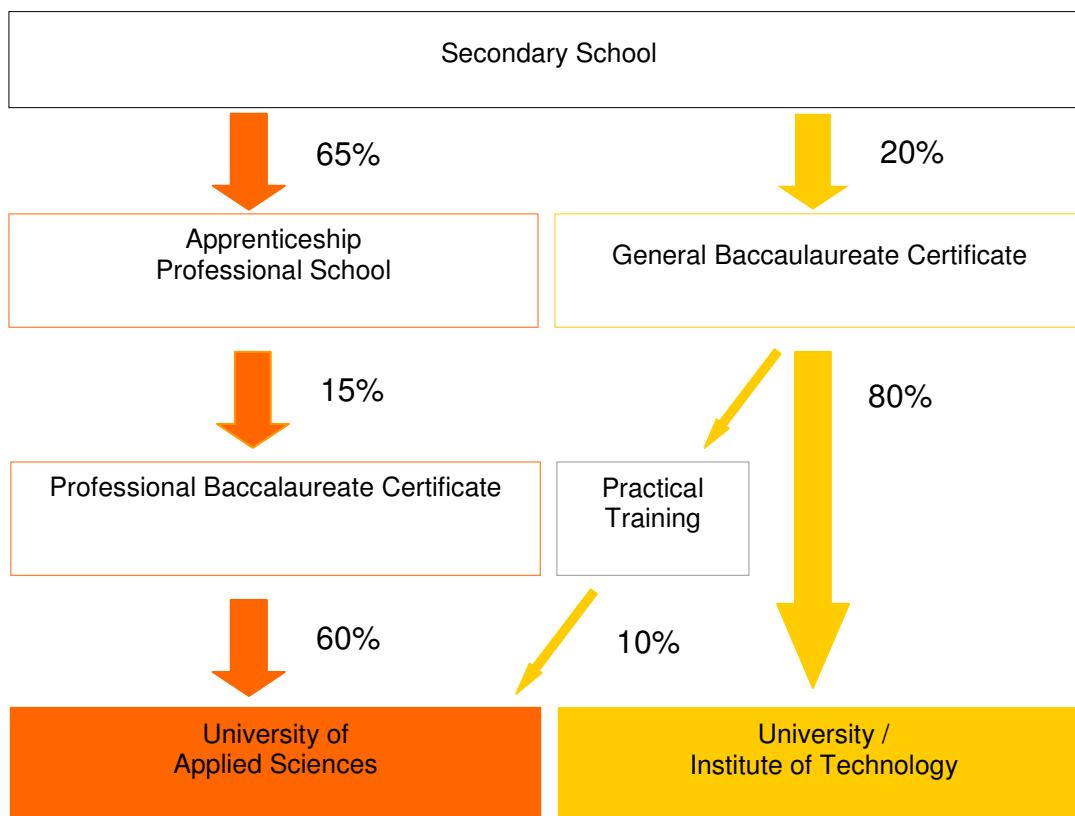 Secondary School
65%
20%
Apprenticeship
Professional School
General Baccaulaureate Certificate
15%
80%
Professional Baccalaureate Certificate
Practical
Training
60%
10%
University of
Applied Sciences
University /
Institute of Technology